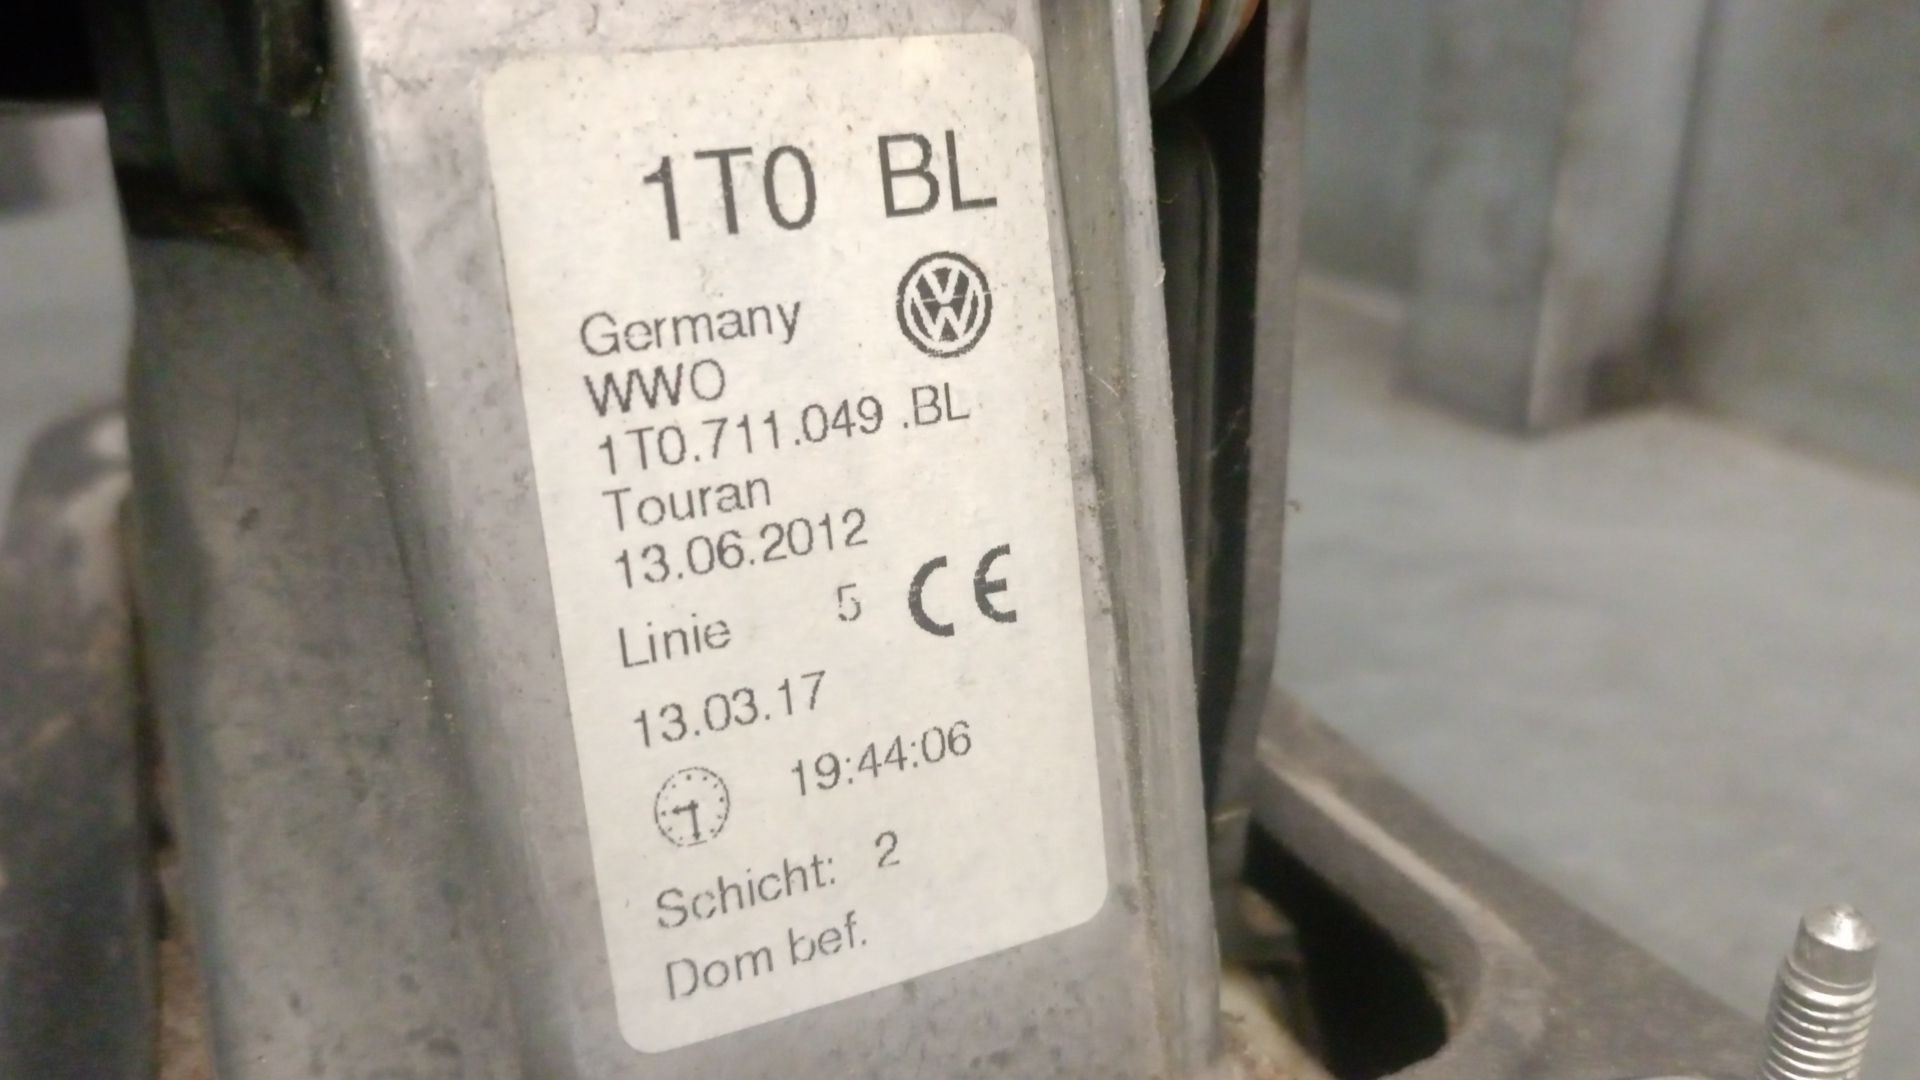 1T0 BL
Germany
WWO
1T0.711.049 .BL
Touran
13.06.2012
Linie 5 CE
13.03.17
19:44:06
Schicht: 2
Dom bef.